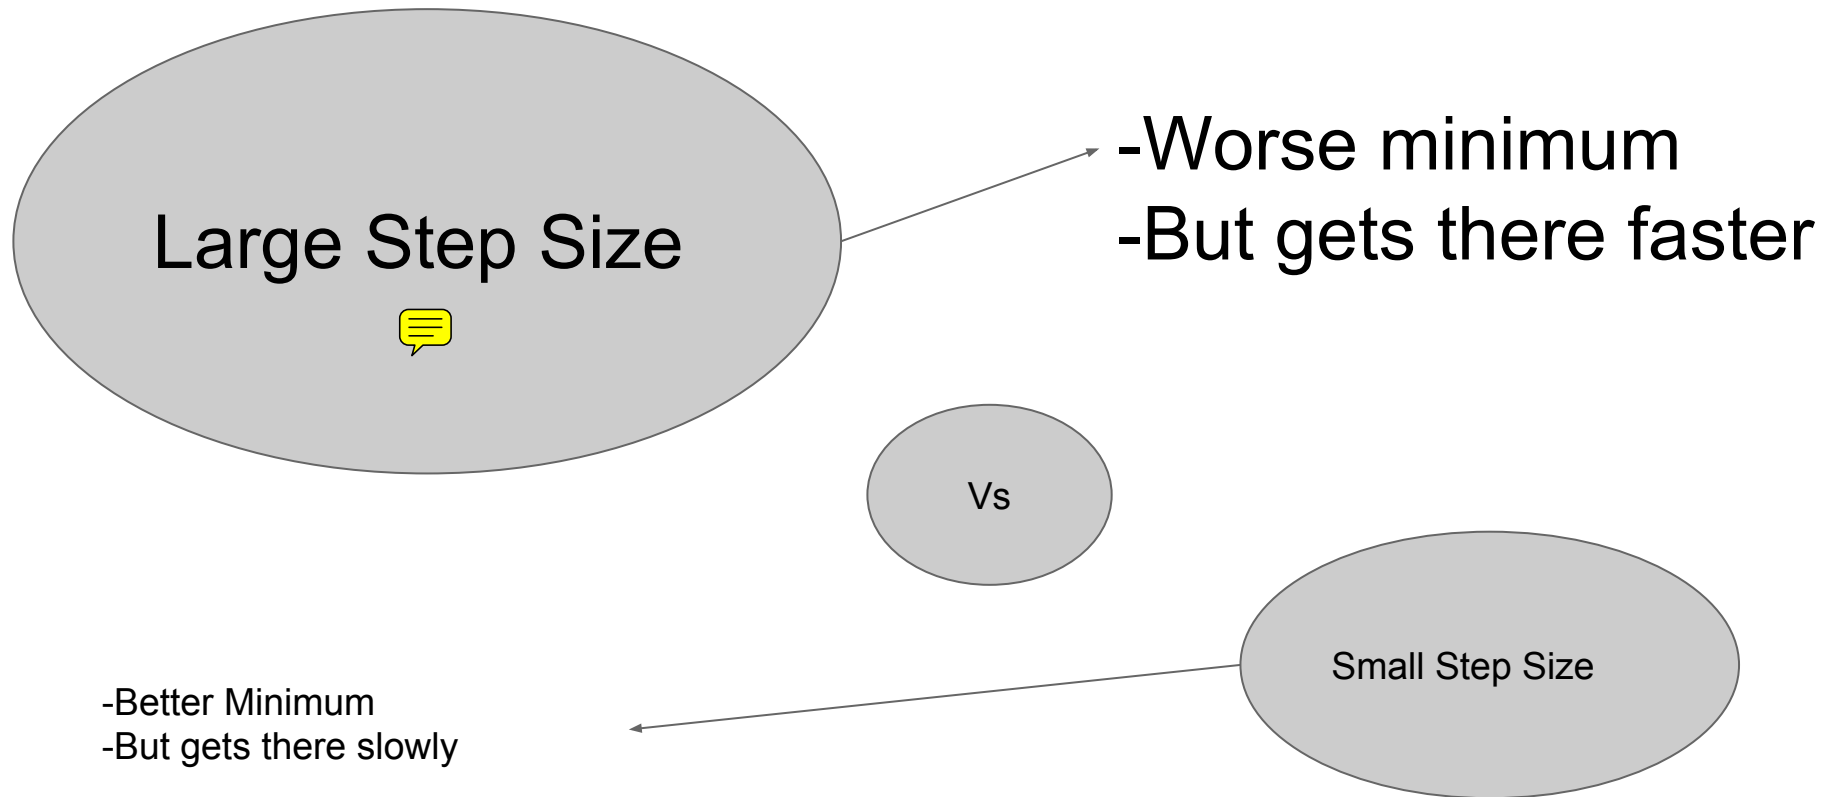 Large Step Size
-Worse minimum
-But gets there faster
Vs
Small Step Size
-Better Minimum
-But gets there slowly